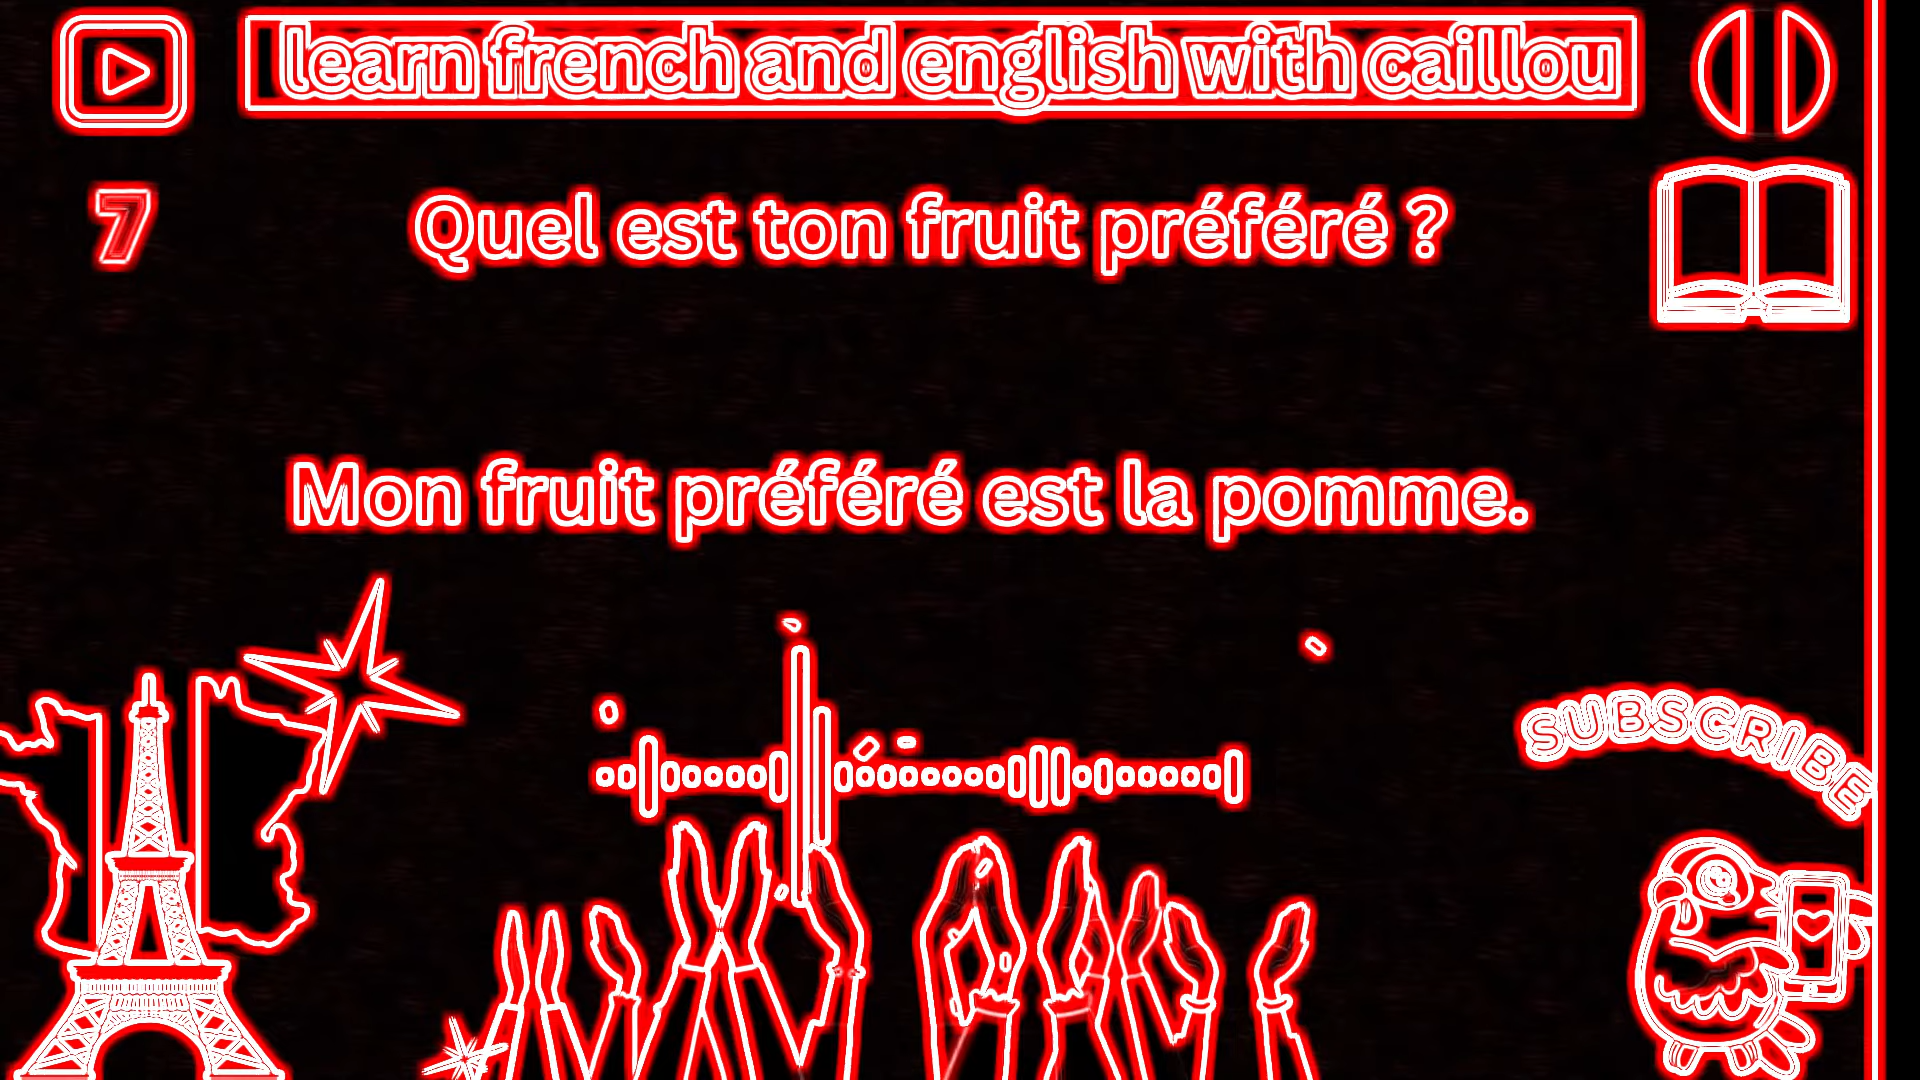 learn french and english with caillou
7
Quel est ton fruit préféré ?
Mon fruit préféré est la pomme.
SUBSCRIBE